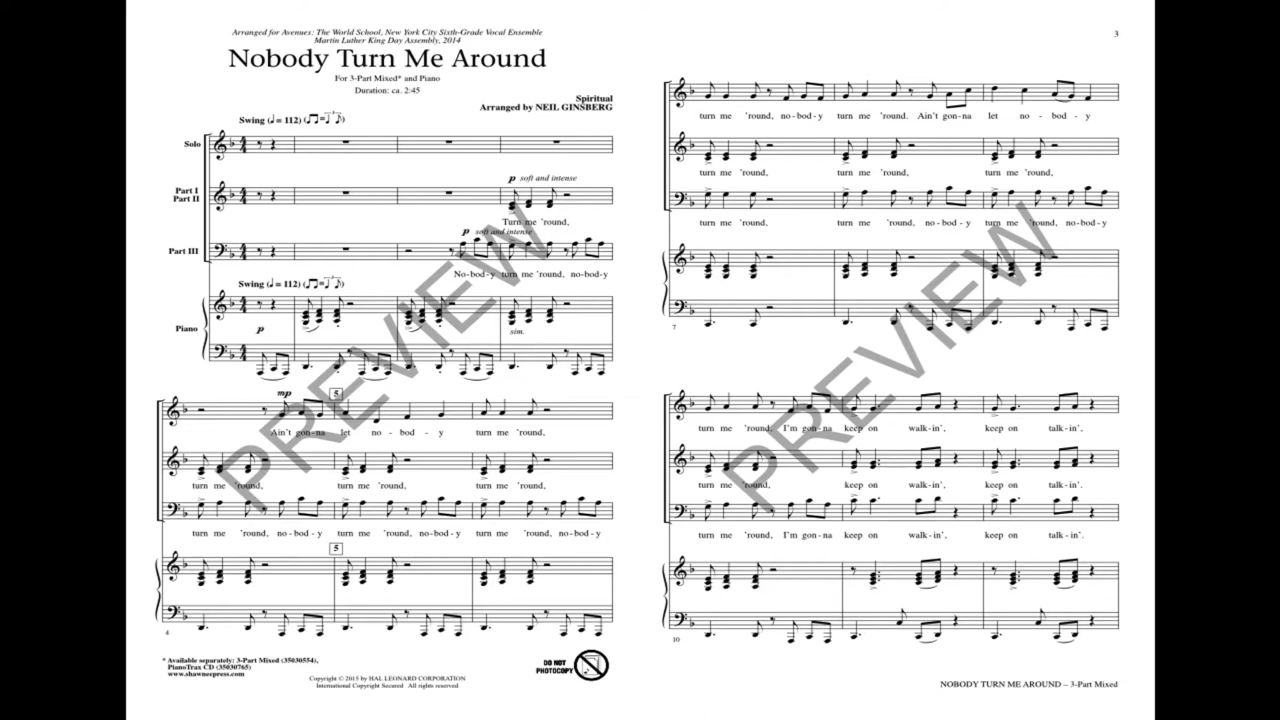 Arranged for Avenues: The World School, New York City Sixth-Grade Vocal Ensemble
Martin Luther King Day Assembly, 2014
Nobody Turn Me Around
For 3-Part Mixed* and Piano
Duration: ca. 2:45
Spiritual
Arranged by NEIL GINSBERG
Swing (♩= 112)
Solo
Part I
Part II
p soft and intense
Turn me 'round,
Part III
p soft and intense
No-bod-y turn me 'round, no-bod-y
Swing (♩= 112)
Piano
p
sim.
mp
5
Ain't gon-na let no - bod - y turn me 'round,
turn me 'round, turn me 'round, turn me 'round,
turn me 'round, no-bod-y turn me 'round, no-bod-y turn me 'round, no-bod-y
5
4
* Available separately: 3-Part Mixed (35030554),
PianoTrax CD (35030765)
www.shawneepress.com
Copyright © 2015 by HAL LEONARD CORPORATION
International Copyright Secured All rights reserved
DO NOT
PHOTOCOPY
PREVIEW
3
turn me 'round, no-bod-y turn me 'round. Ain't gon-na let no - bod - y
turn me 'round, turn me 'round, turn me 'round,
turn me 'round, turn me 'round, no-bod-y turn me 'round, no-bod-y
7
turn me 'round, I'm gon-na keep on walk-in', keep on talk-in',
turn me 'round, keep on walk-in', keep on talk-in',
turn me 'round, I'm gon-na keep on walk-in', keep on talk-in',
10
PREVIEW
NOBODY TURN ME AROUND – 3-Part Mixed